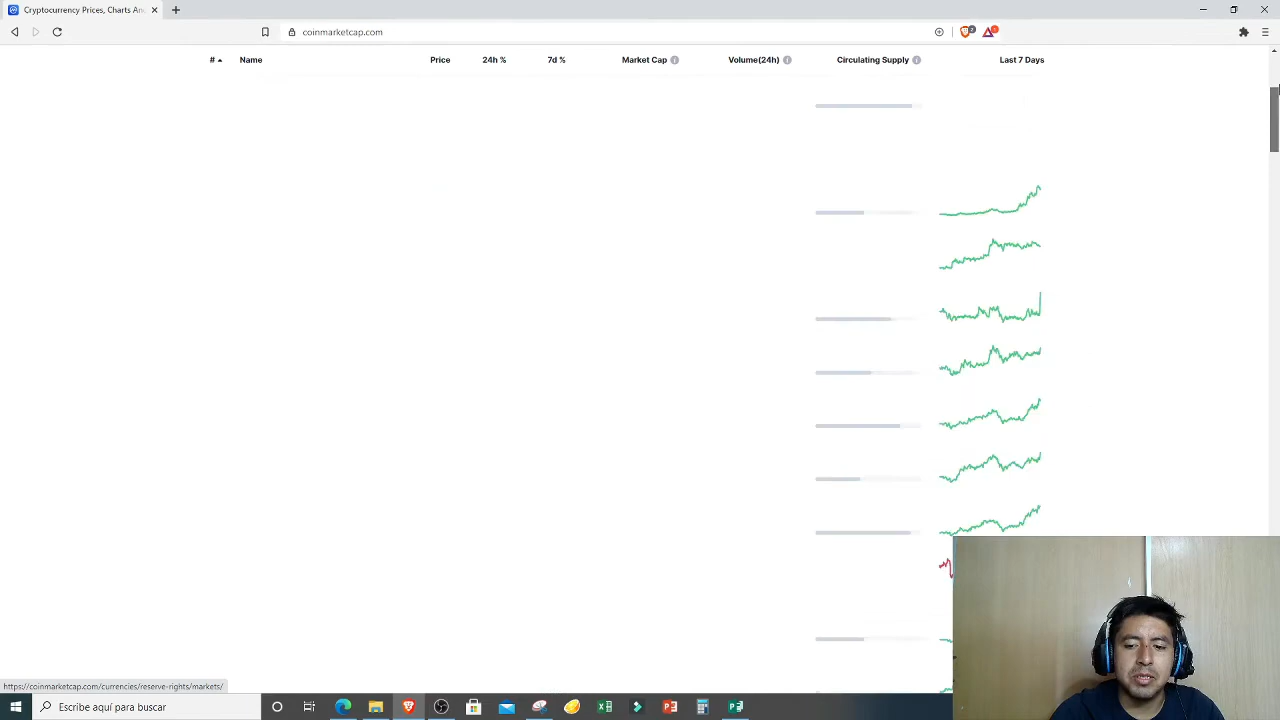 Cryptocurrency Prices, Charts An
coinmarketcap.com
# Name Price 24h % 7d % Market Cap Volume(24h) Circulating Supply Last 7 Days
https://coinmarketcap.com/currencies/reserve-rights/markets/
Escribe aquí para buscar